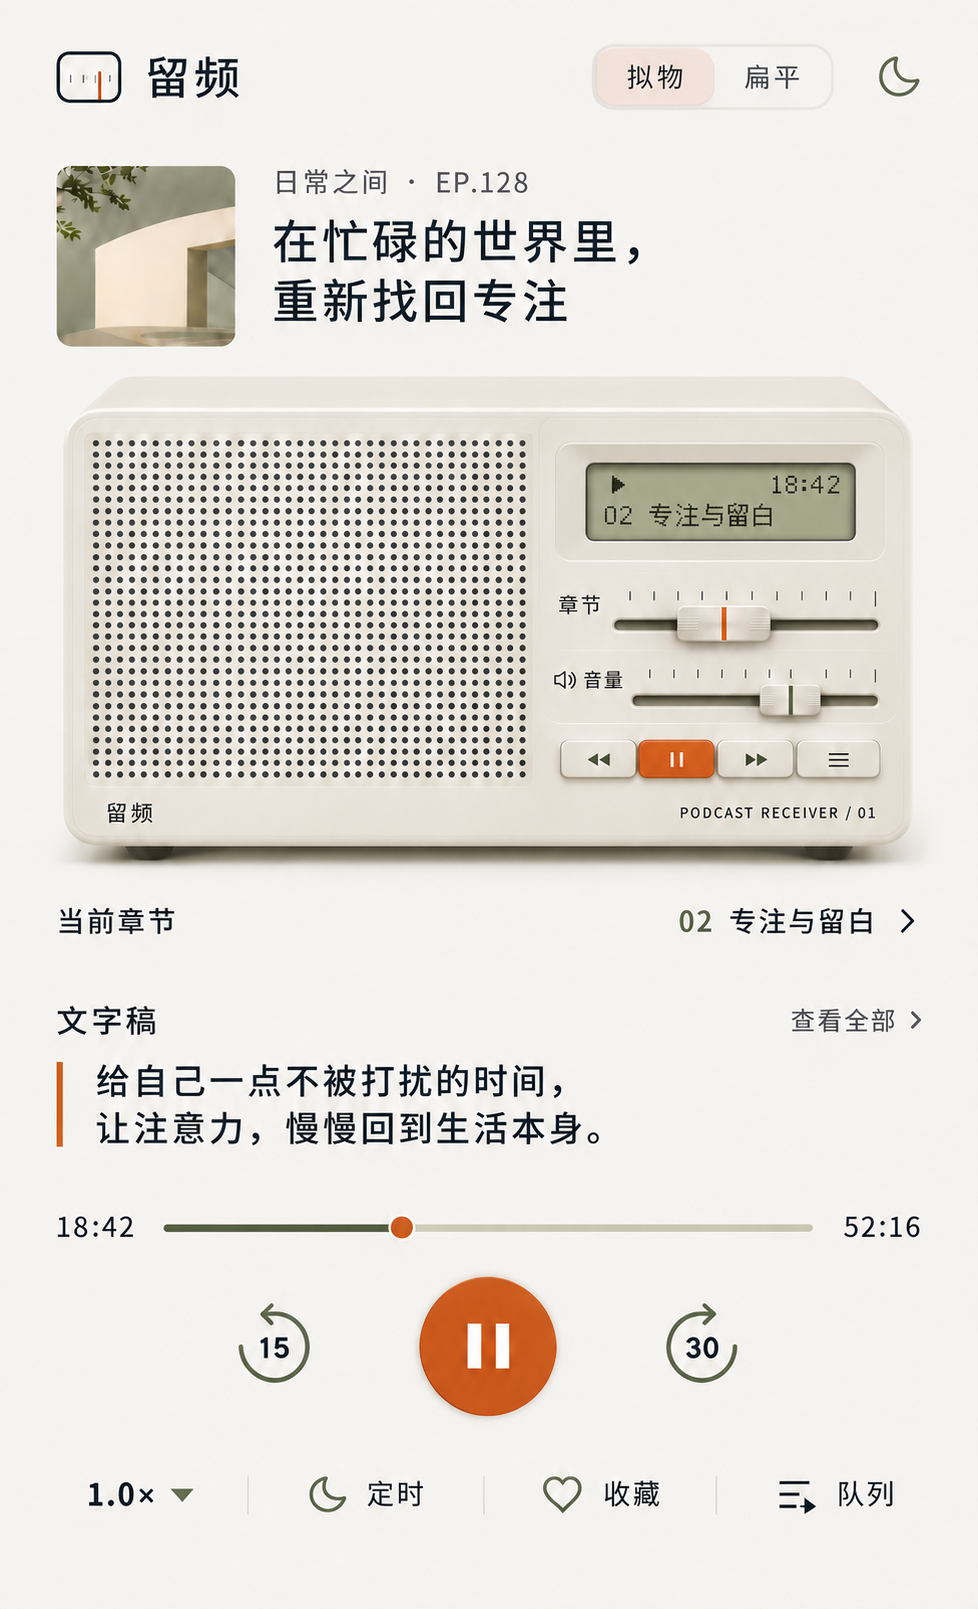 留频
拟物 扁平
日常之间 · EP.128
在忙碌的世界里，
重新找回专注
18:42
02 专注与留白
章节
音量
留频
PODCAST RECEIVER / 01
当前章节
02 专注与留白
文字稿
查看全部
给自己一点不被打扰的时间，
让注意力，慢慢回到生活本身。
18:42 52:16
15 30
1.0× 定时 收藏 队列